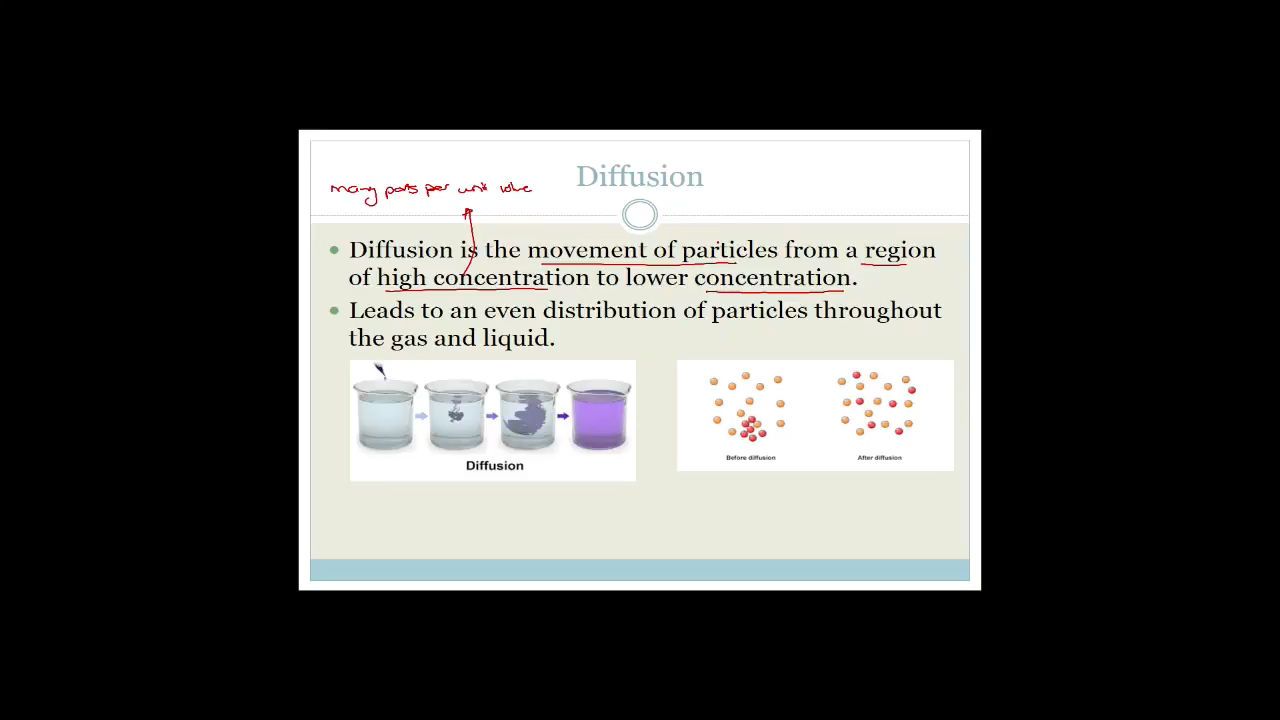 Diffusion
many parts per unit volume
Diffusion is the movement of particles from a region
of high concentration to lower concentration.
Leads to an even distribution of particles throughout
the gas and liquid.
Diffusion
Before diffusion
After diffusion